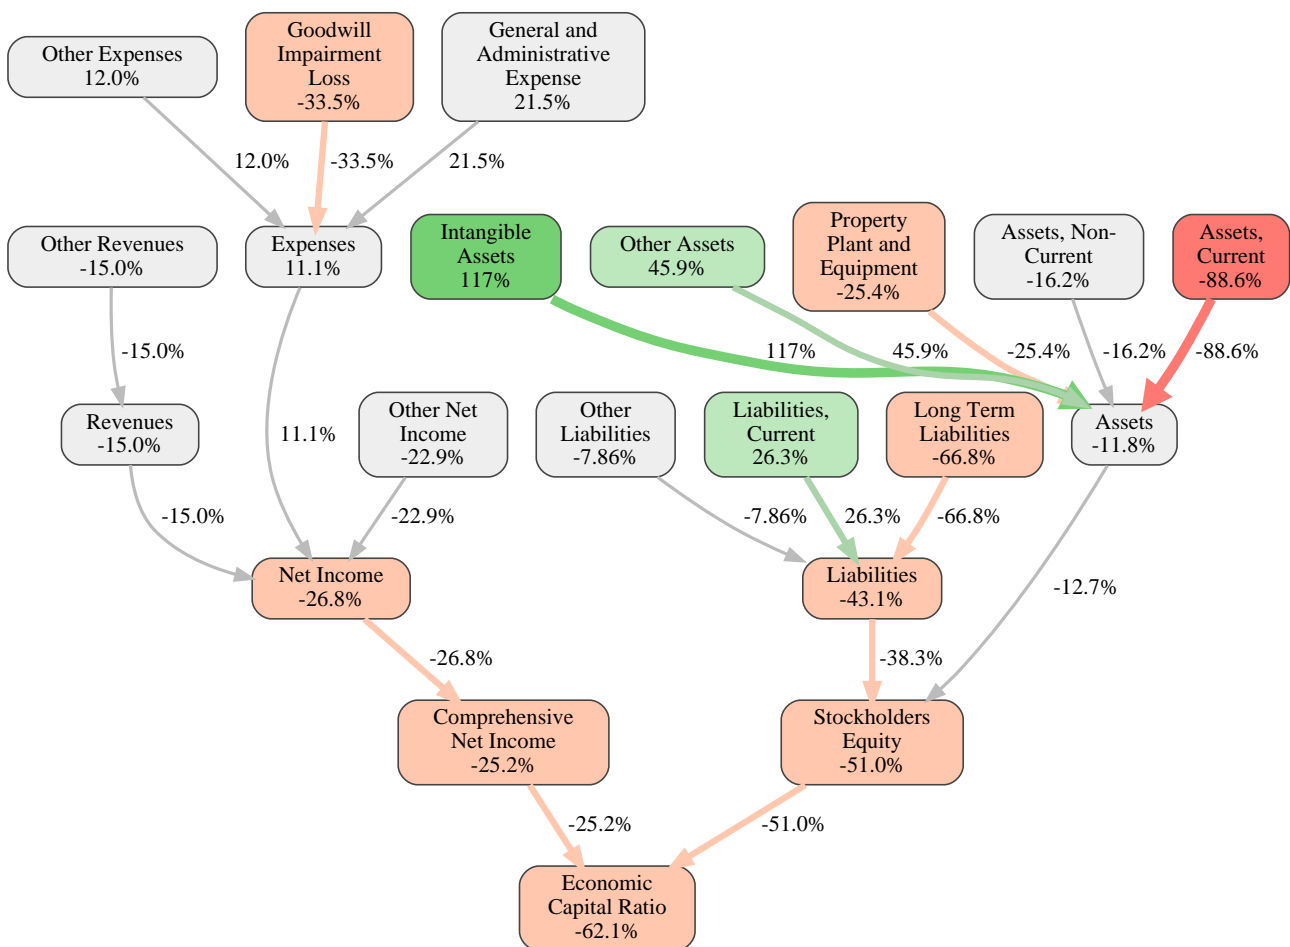 Other Expenses
12.0%
Goodwill
Impairment
Loss
-33.5%
General and
Administrative
Expense
21.5%
12.0%
-33.5%
21.5%
Other Revenues
-15.0%
Expenses
11.1%
Intangible
Assets
117%
Other Assets
45.9%
Property
Plant and
Equipment
-25.4%
Assets, Non-
Current
-16.2%
Assets,
Current
-88.6%
-15.0%
117%
45.9%
-25.4%
-16.2%
-88.6%
Revenues
-15.0%
11.1%
Other Net
Income
-22.9%
Other
Liabilities
-7.86%
Liabilities,
Current
26.3%
Long Term
Liabilities
-66.8%
Assets
-11.8%
-15.0%
-22.9%
-7.86%
26.3%
-66.8%
Net Income
-26.8%
Liabilities
-43.1%
-12.7%
-26.8%
-38.3%
Comprehensive
Net Income
-25.2%
Stockholders
Equity
-51.0%
-25.2%
-51.0%
Economic
Capital Ratio
-62.1%